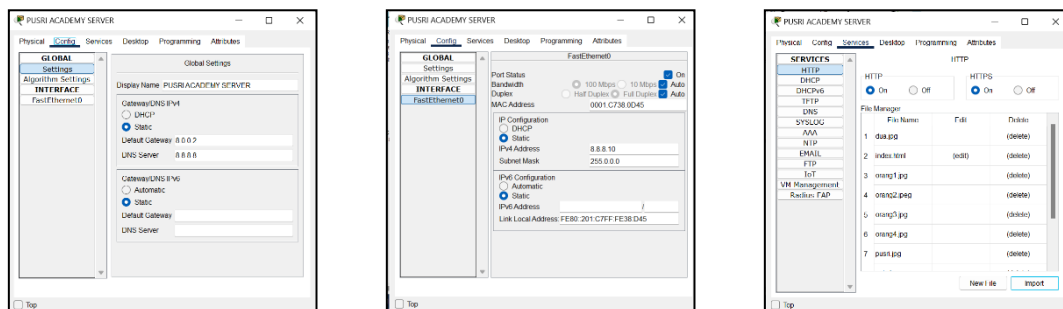 PUSRI ACADEMY SERVER
Physical Config Services Desktop Programming Attributes
GLOBAL
Settings
Algorithm Settings
INTERFACE
FastEthernet0
Global Settings
Display Name PUSRI ACADEMY SERVER
Gateway/DNS IPv4
DHCP
Static
Default Gateway 8.0.0.2
DNS Server 8.8.8.8
Gateway/DNS IPv6
Automatic
Static
Default Gateway
DNS Server
Top
PUSRI ACADEMY SERVER
Physical Config Services Desktop Programming Attributes
GLOBAL
Settings
Algorithm Settings
INTERFACE
FastEthernet0
FastEthernet0
Port Status On
Bandwidth 100 Mbps 10 Mbps Auto
Duplex Half Duplex Full Duplex Auto
MAC Address 0001.C738.0D45
IP Configuration
DHCP
Static
IPv4 Address 8.8.8.10
Subnet Mask 255.0.0.0
IPv6 Configuration
Automatic
Static
IPv6 Address /
Link Local Address: FE80::201:C7FF:FE38:D45
Top
PUSRI ACADEMY SERVER
Physical Config Services Desktop Programming Attributes
SERVICES
HTTP
DHCP
DHCPv6
TFTP
DNS
SYSLOG
AAA
NTP
EMAIL
FTP
IoT
VM Management
Radius EAP
HTTP
HTTP HTTPS
On Off On Off
File Manager
File Name Edit Delete
1 dua.jpg (delete)
2 index.html (edit) (delete)
3 orang1.jpg (delete)
4 orang2.jpeg (delete)
5 orang3.jpg (delete)
6 orang4.jpg (delete)
7 pusri.jpg (delete)
New File Import
Top